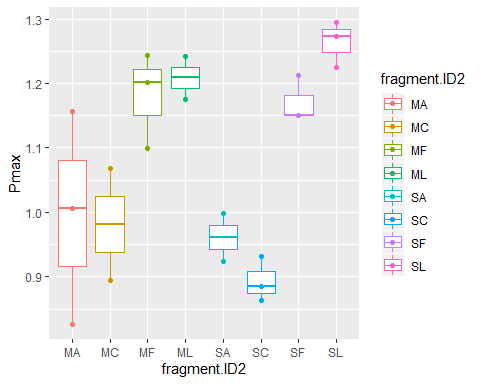 1.3
1.2
1.1
1.0
0.9
Pmax
MA MC MF ML SA SC SF SL
fragment.ID2
fragment.ID2
MA
MC
MF
ML
SA
SC
SF
SL